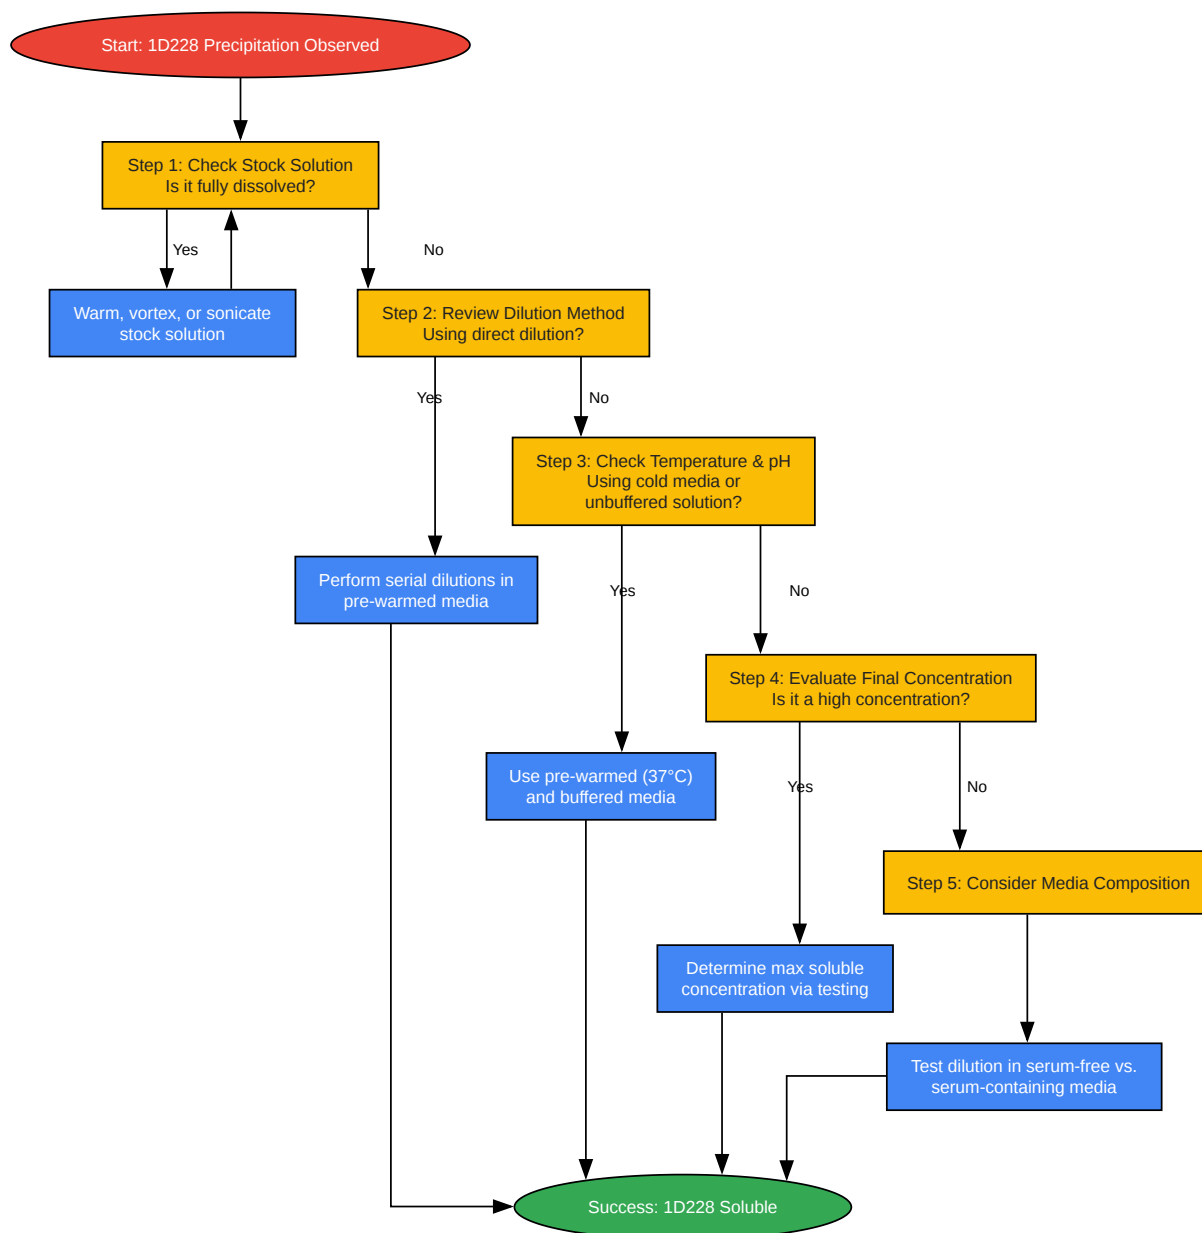 Start: 1D228 Precipitation Observed
Step 1: Check Stock Solution
Is it fully dissolved?
Yes
No
Warm, vortex, or sonicate
stock solution
Step 2: Review Dilution Method
Using direct dilution?
Yes
No
Step 3: Check Temperature & pH
Using cold media or
unbuffered solution?
Perform serial dilutions in
pre-warmed media
Yes
No
Step 4: Evaluate Final Concentration
Is it a high concentration?
Use pre-warmed (37°C)
and buffered media
Yes
No
Step 5: Consider Media Composition
Determine max soluble
concentration via testing
Test dilution in serum-free vs.
serum-containing media
Success: 1D228 Soluble